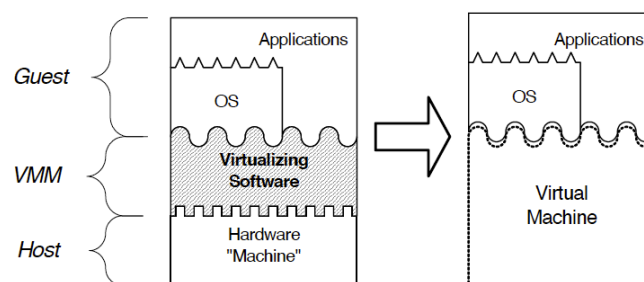 Guest
VMM
Host
Applications
OS
Virtualizing
Software
Hardware
"Machine"
Applications
OS
Virtual
Machine